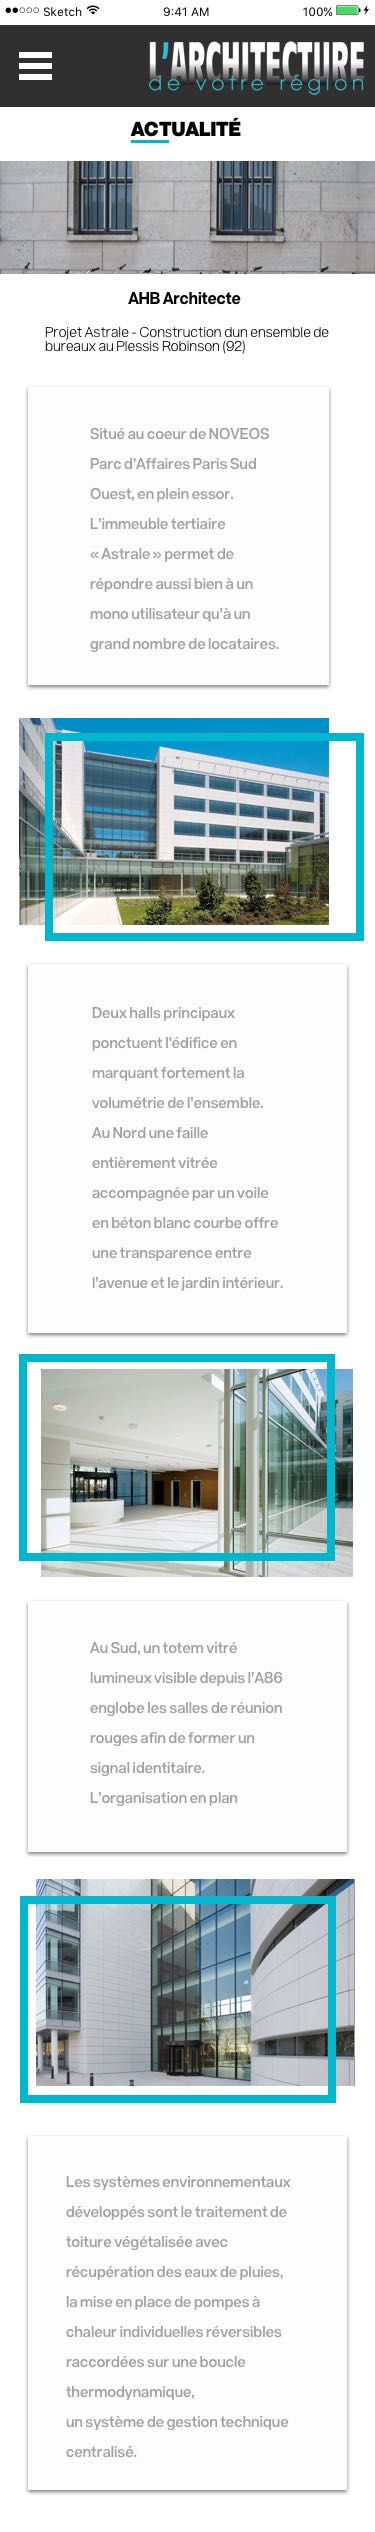 Sketch 9:41 AM 100%
L'ARCHITECTURE
de votre région
ACTUALITÉ
AHB Architecte
Projet Astrale - Construction dun ensemble de
bureaux au Plessis Robinson (92)
Situé au coeur de NOVEOS
Parc d'Affaires Paris Sud
Ouest, en plein essor.
L'immeuble tertiaire
« Astrale » permet de
répondre aussi bien à un
mono utilisateur qu'à un
grand nombre de locataires.
Deux halls principaux
ponctuent l'édifice en
marquant fortement la
volumétrie de l'ensemble.
Au Nord une faille
entièrement vitrée
accompagnée par un voile
en béton blanc courbe offre
une transparence entre
l'avenue et le jardin intérieur.
Au Sud, un totem vitré
lumineux visible depuis l'A86
englobe les salles de réunion
rouges afin de former un
signal identitaire.
L'organisation en plan
Les systèmes environnementaux
développés sont le traitement de
toiture végétalisée avec
récupération des eaux de pluies,
la mise en place de pompes à
chaleur individuelles réversibles
raccordées sur une boucle
thermodynamique,
un système de gestion technique
centralisé.